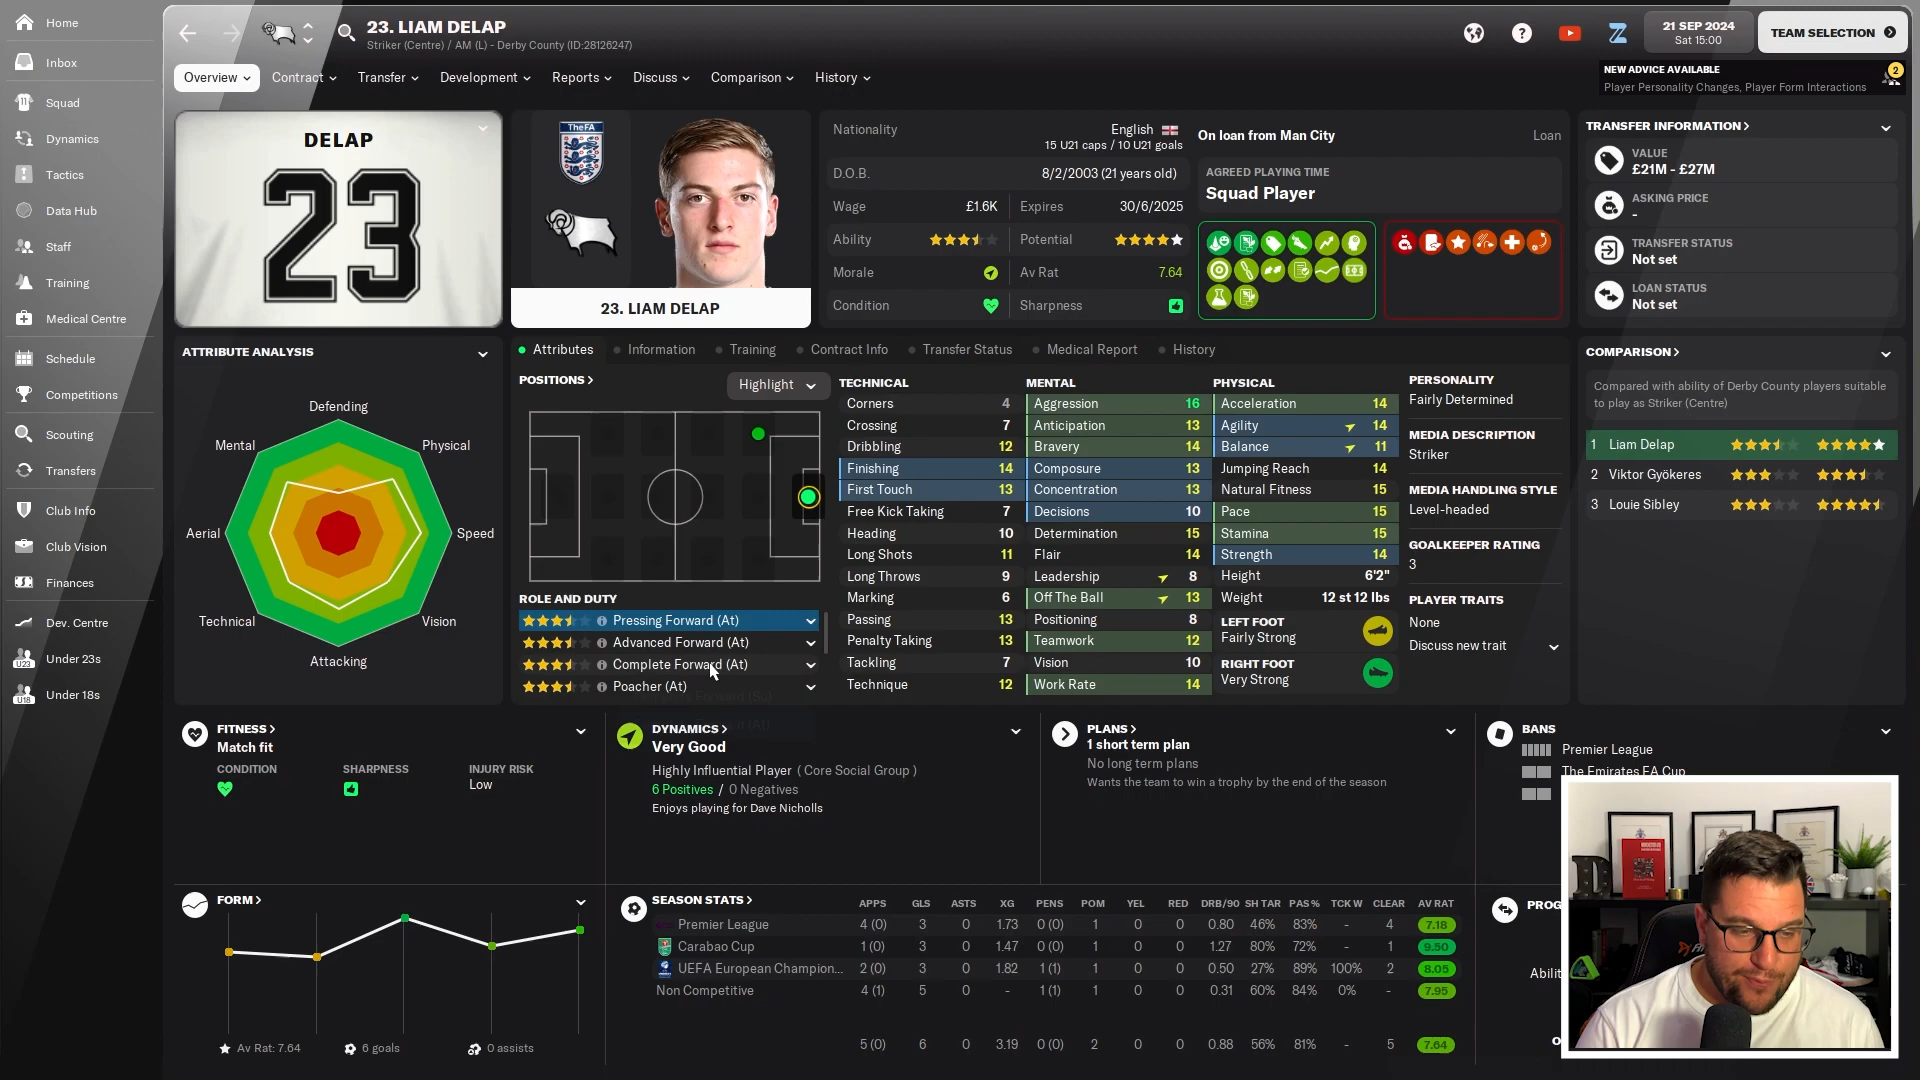 Home
Inbox
Squad
Dynamics
Tactics
Data Hub
Staff
Training
Medical Centre
Schedule
Competitions
Scouting
Transfers
Club Info
Club Vision
Finances
Dev. Centre
Under 23s
Under 18s
23. LIAM DELAP
Striker (Centre) / AM (L) - Derby County (ID:28126247)
21 SEP 2024
Sat 15:00
TEAM SELECTION
Overview Contract Transfer Development Reports Discuss Comparison History
NEW ADVICE AVAILABLE
Player Personality Changes, Player Form Interactions
2
DELAP
23
TheFA
23. LIAM DELAP
Nationality English
15 U21 caps / 10 U21 goals
D.O.B. 8/2/2003 (21 years old)
Wage £1.6K Expires 30/6/2025
Ability Potential
Morale Av Rat 7.64
Condition Sharpness
On loan from Man City Loan
AGREED PLAYING TIME
Squad Player
TRANSFER INFORMATION
VALUE
£21M - £27M
ASKING PRICE
-
TRANSFER STATUS
Not set
LOAN STATUS
Not set
ATTRIBUTE ANALYSIS
Defending
Mental Physical
Aerial Speed
Technical Vision
Attacking
Attributes Information Training Contract Info Transfer Status Medical Report History
POSITIONS
Highlight
ROLE AND DUTY
Pressing Forward (At)
Advanced Forward (At)
Complete Forward (At)
Poacher (At)
TECHNICAL
Corners 4
Crossing 7
Dribbling 12
Finishing 14
First Touch 13
Free Kick Taking 7
Heading 10
Long Shots 11
Long Throws 9
Marking 6
Passing 13
Penalty Taking 13
Tackling 7
Technique 12
MENTAL
Aggression 16
Anticipation 13
Bravery 14
Composure 13
Concentration 13
Decisions 10
Determination 15
Flair 14
Leadership 8
Off The Ball 13
Positioning 8
Teamwork 12
Vision 10
Work Rate 14
PHYSICAL
Acceleration 14
Agility 14
Balance 11
Jumping Reach 14
Natural Fitness 15
Pace 15
Stamina 15
Strength 14
Height 6'2"
Weight 12 st 12 lbs
LEFT FOOT
Fairly Strong
RIGHT FOOT
Very Strong
PERSONALITY
Fairly Determined
MEDIA DESCRIPTION
Striker
MEDIA HANDLING STYLE
Level-headed
GOALKEEPER RATING
3
PLAYER TRAITS
None
Discuss new trait
COMPARISON
Compared with ability of Derby County players suitable
to play as Striker (Centre)
1 Liam Delap
2 Viktor Gyökeres
3 Louie Sibley
FITNESS
Match fit
CONDITION SHARPNESS INJURY RISK
Low
DYNAMICS
Very Good
Highly Influential Player ( Core Social Group )
6 Positives / 0 Negatives
Enjoys playing for Dave Nicholls
PLANS
1 short term plan
No long term plans
Wants the team to win a trophy by the end of the season
BANS
Premier League
The Emirates FA Cup
FORM
Av Rat: 7.64 6 goals 0 assists
SEASON STATS APPS GLS ASTS XG PENS POM YEL RED DRB/90 SH TAR PAS % TCK W CLEAR AV RAT
Premier League 4 (0) 3 0 1.73 0 (0) 1 0 0 0.80 46% 83% - 4 7.18
Carabao Cup 1 (0) 3 0 1.47 0 (0) 1 0 0 1.27 80% 72% - 1 9.50
UEFA European Champion... 2 (0) 3 0 1.82 1 (1) 1 0 0 0.50 27% 89% 100% 2 8.05
Non Competitive 4 (1) 5 0 - 1 (1) 1 0 0 0.31 60% 84% 0% - 7.95
5 (0) 6 0 3.19 0 (0) 2 0 0 0.88 56% 81% - 5 7.64
PROG
Abilit